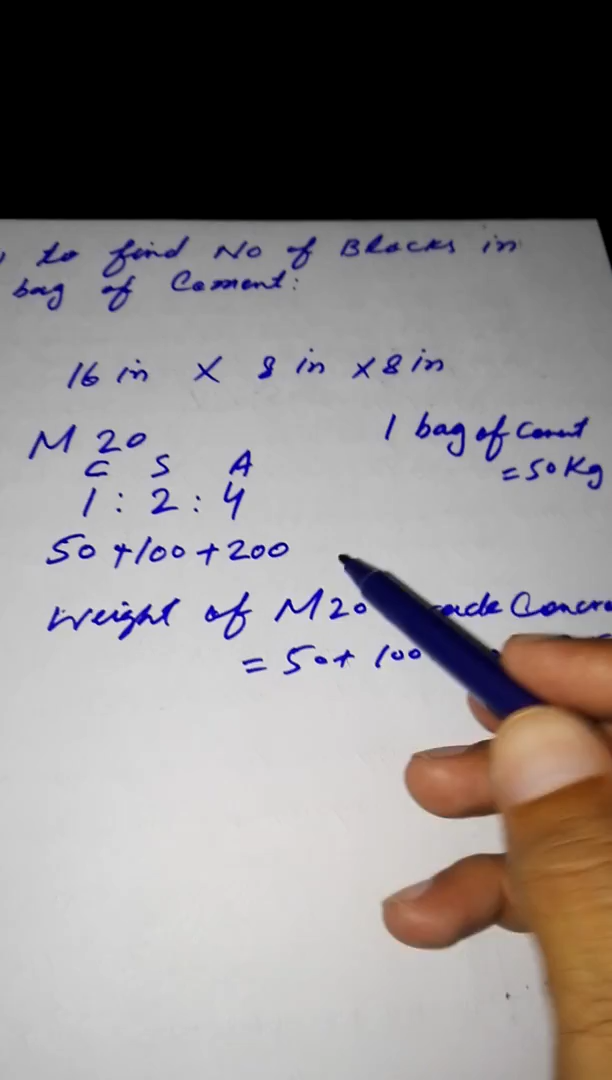 to find No of Blocks in
bag of Cement:
16 in X 8 in X 8 in
M 20
1 bag of Cement
= 50 Kg
C S A
1 : 2 : 4
50 + 100 + 200
Weight of M20
= 50 + 100